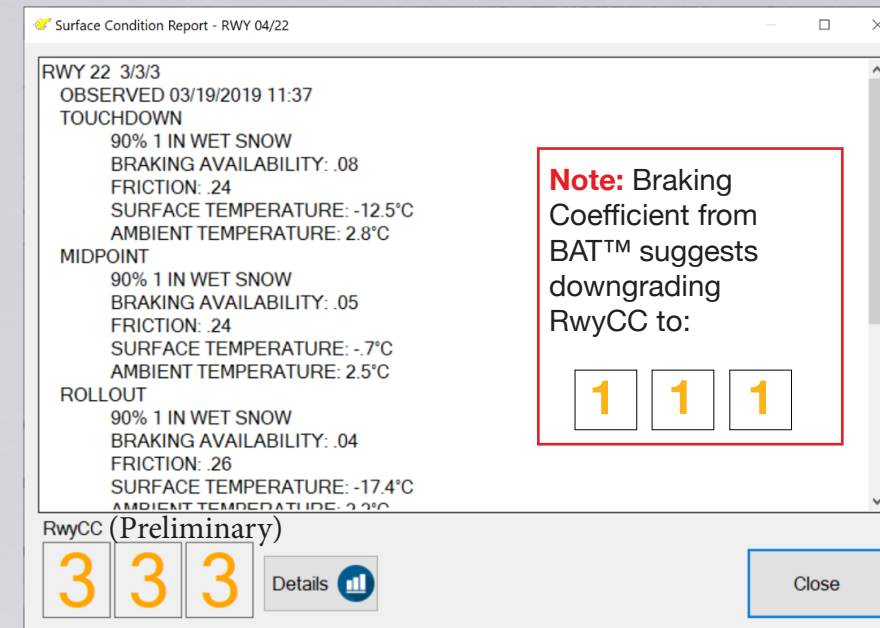 Surface Condition Report - RWY 04/22
RWY 22 3/3/3
OBSERVED 03/19/2019 11:37
TOUCHDOWN
90% 1 IN WET SNOW
BRAKING AVAILABILITY: .08
FRICTION: .24
SURFACE TEMPERATURE: -12.5°C
AMBIENT TEMPERATURE: 2.8°C
MIDPOINT
90% 1 IN WET SNOW
BRAKING AVAILABILITY: .05
FRICTION: .24
SURFACE TEMPERATURE: -.7°C
AMBIENT TEMPERATURE: 2.5°C
ROLLOUT
90% 1 IN WET SNOW
BRAKING AVAILABILITY: .04
FRICTION: .26
SURFACE TEMPERATURE: -17.4°C
AMBIENT TEMPERATURE: 2.2°C
Note: Braking
Coefficient from
BAT™ suggests
downgrading
RwyCC to:
1 1 1
RwyCC (Preliminary)
3 3 3
Details
Close